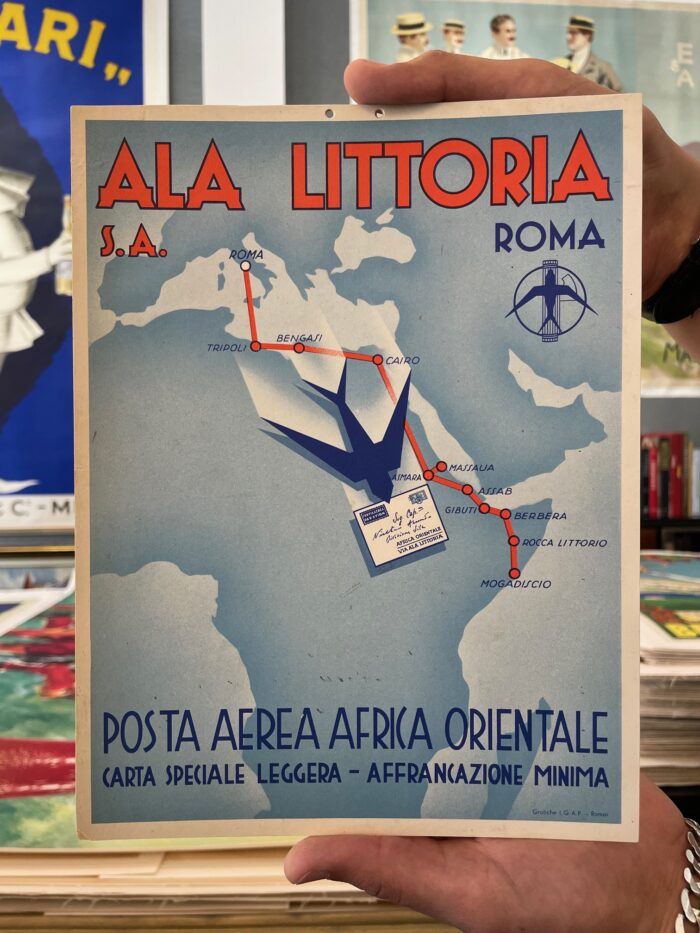 ARI,,
ALA LITTORIA
S.A.
ROMA
ROMA
TRIPOLI
BENGASI
CAIRO
ASMARA
MASSAUA
ASSAB
GIBUTI
BERBERA
ROCCA LITTORIO
MOGADISCIO
AFRICA ORIENTALE
VIA ALA LITTORIA
POSTA AEREA AFRICA ORIENTALE
CARTA SPECIALE LEGGERA – AFFRANCAZIONE MINIMA